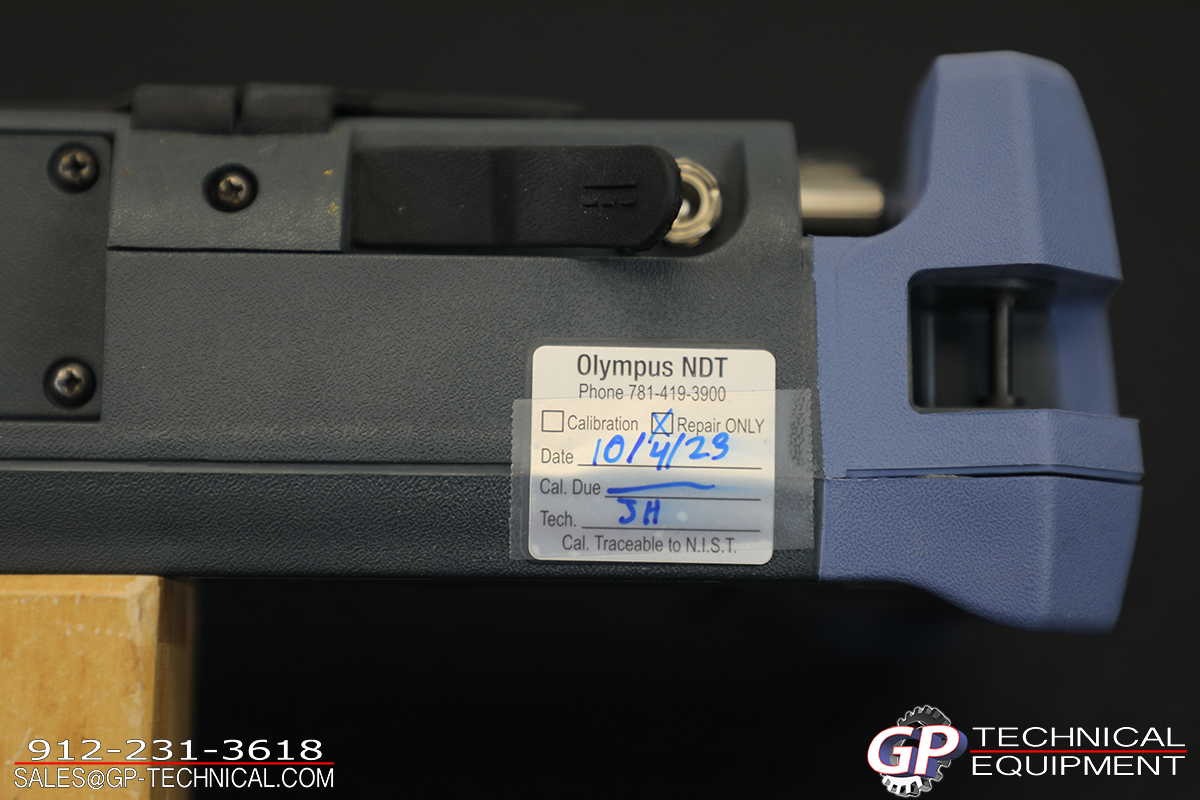 Olympus NDT
Phone 781-419-3900
Calibration X Repair ONLY
Date 10/4/23
Cal. Due
Tech. JH
Cal. Traceable to N.I.S.T.
912-231-3618
SALES@GP-TECHNICAL.COM
GP TECHNICAL
EQUIPMENT